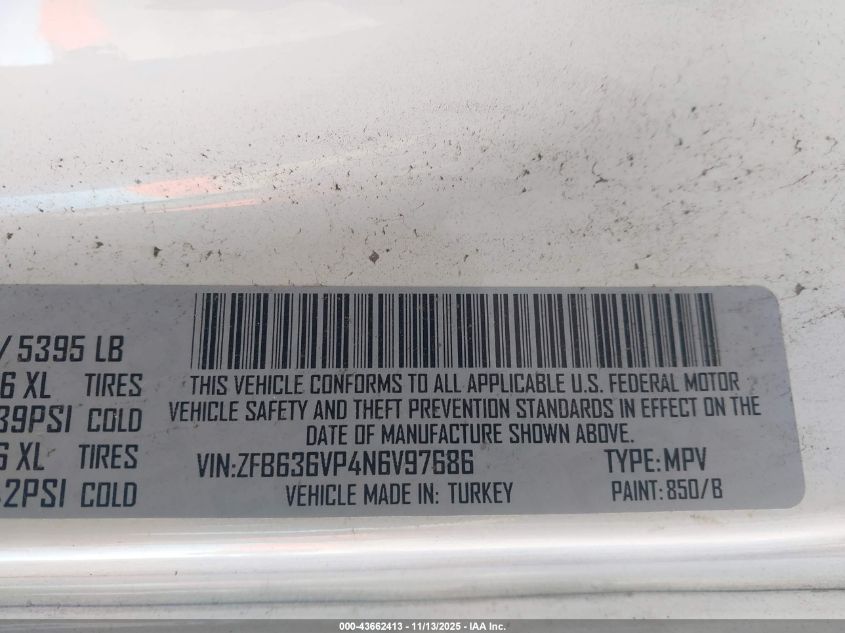 / 5395 LB
6 XL TIRES
39PSI COLD
6 XL TIRES
2PSI COLD
THIS VEHICLE CONFORMS TO ALL APPLICABLE U.S. FEDERAL MOTOR
VEHICLE SAFETY AND THEFT PREVENTION STANDARDS IN EFFECT ON THE
DATE OF MANUFACTURE SHOWN ABOVE.
VIN:ZFB636VP4N6V97686 TYPE: MPV
VEHICLE MADE IN: TURKEY PAINT: 850/B
000-43662413 - 11/13/2025 - IAA Inc.